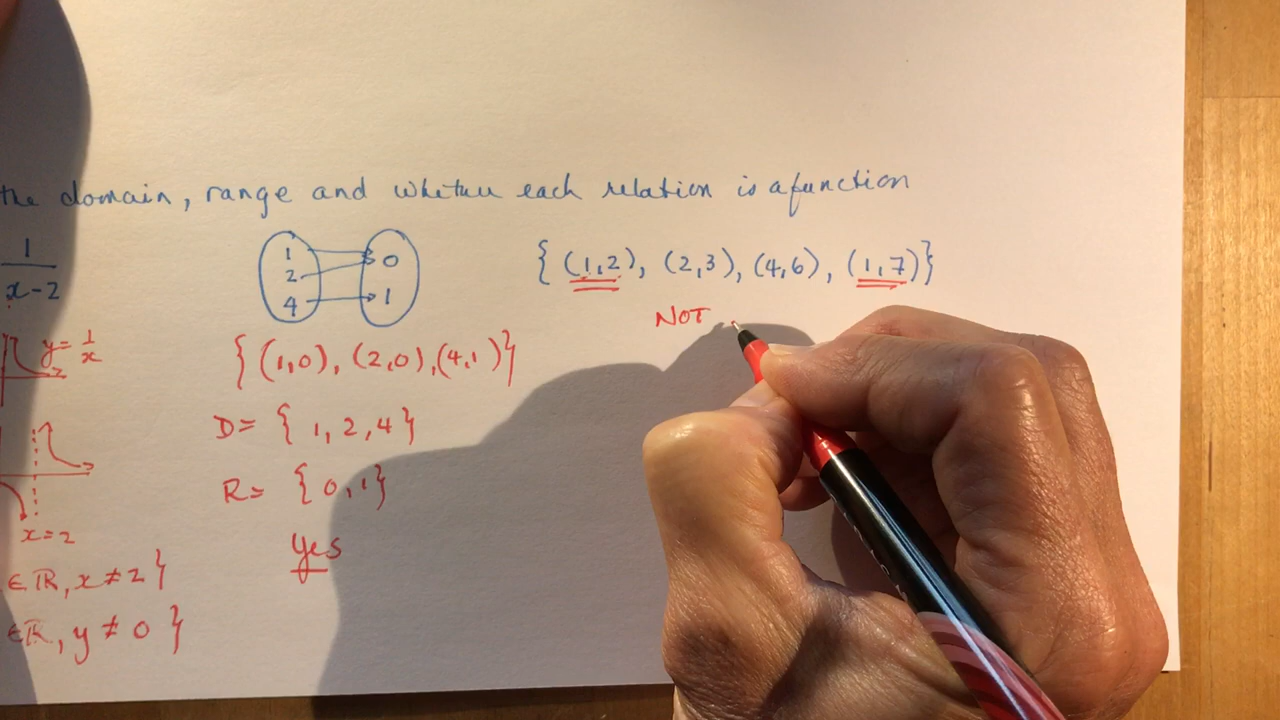 the domain, range and whether each relation is a function
1
x-2
y= 1/x
x=2
∈ℝ, x≠2}
∈ℝ, y≠0}
1
2
4
0
1
{(1,0), (2,0), (4,1)}
D= {1,2,4}
R= {0,1}
Yes
{(1,2), (2,3), (4,6), (1,7)}
NOT